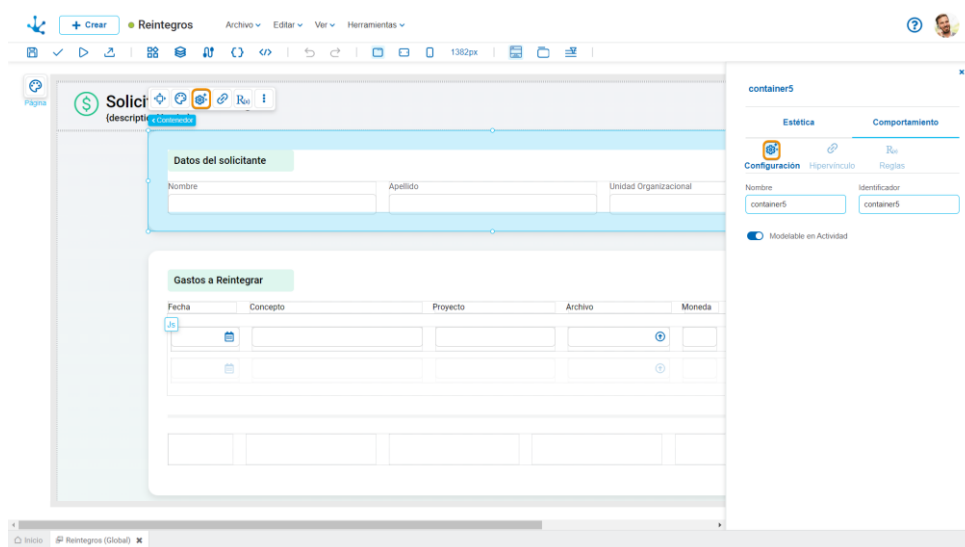 + Crear
Reintegros
Archivo
Editar
Ver
Herramientas
?
1382px
Página
$
Solici
{descripti
R(x)
‹ Contenedor
Datos del solicitante
Nombre
Apellido
Unidad Organizacional
Gastos a Reintegrar
Fecha
Concepto
Proyecto
Archivo
Moneda
Js
container5
Estética
Comportamiento
R(x)
Configuración
Hipervínculo
Reglas
Nombre
Identificador
container5
container5
Modelable en Actividad
Inicio
Reintegros (Global)